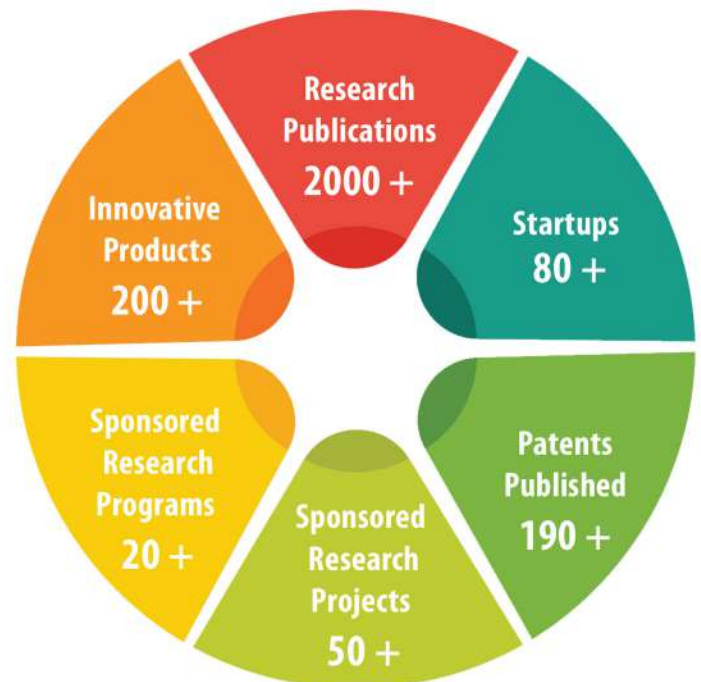 Research
Publications
2000 +
Startups
80 +
Patents
Published
190 +
Sponsored
Research
Projects
50 +
Sponsored
Research
Programs
20 +
Innovative
Products
200 +